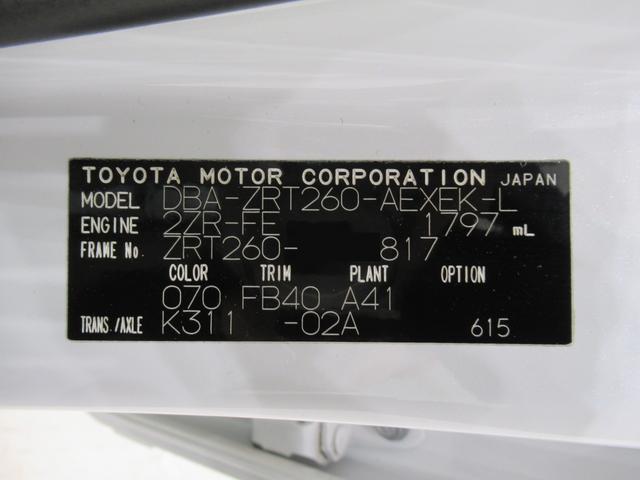 TOYOTA MOTOR CORPORATION JAPAN
MODEL DBA-ZRT260-AEXEK-L
ENGINE 2ZR-FE 1797 mL
FRAME No. ZRT260- 817
COLOR TRIM PLANT OPTION
070 FB40 A41
TRANS./AXLE K311 -02A 615